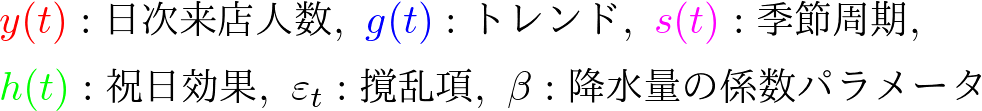 y(t) : 日次来店人数, g(t) : トレンド, s(t) : 季節周期,
h(t) : 祝日効果, ε_t : 撹乱項, β : 降水量の係数パラメータ